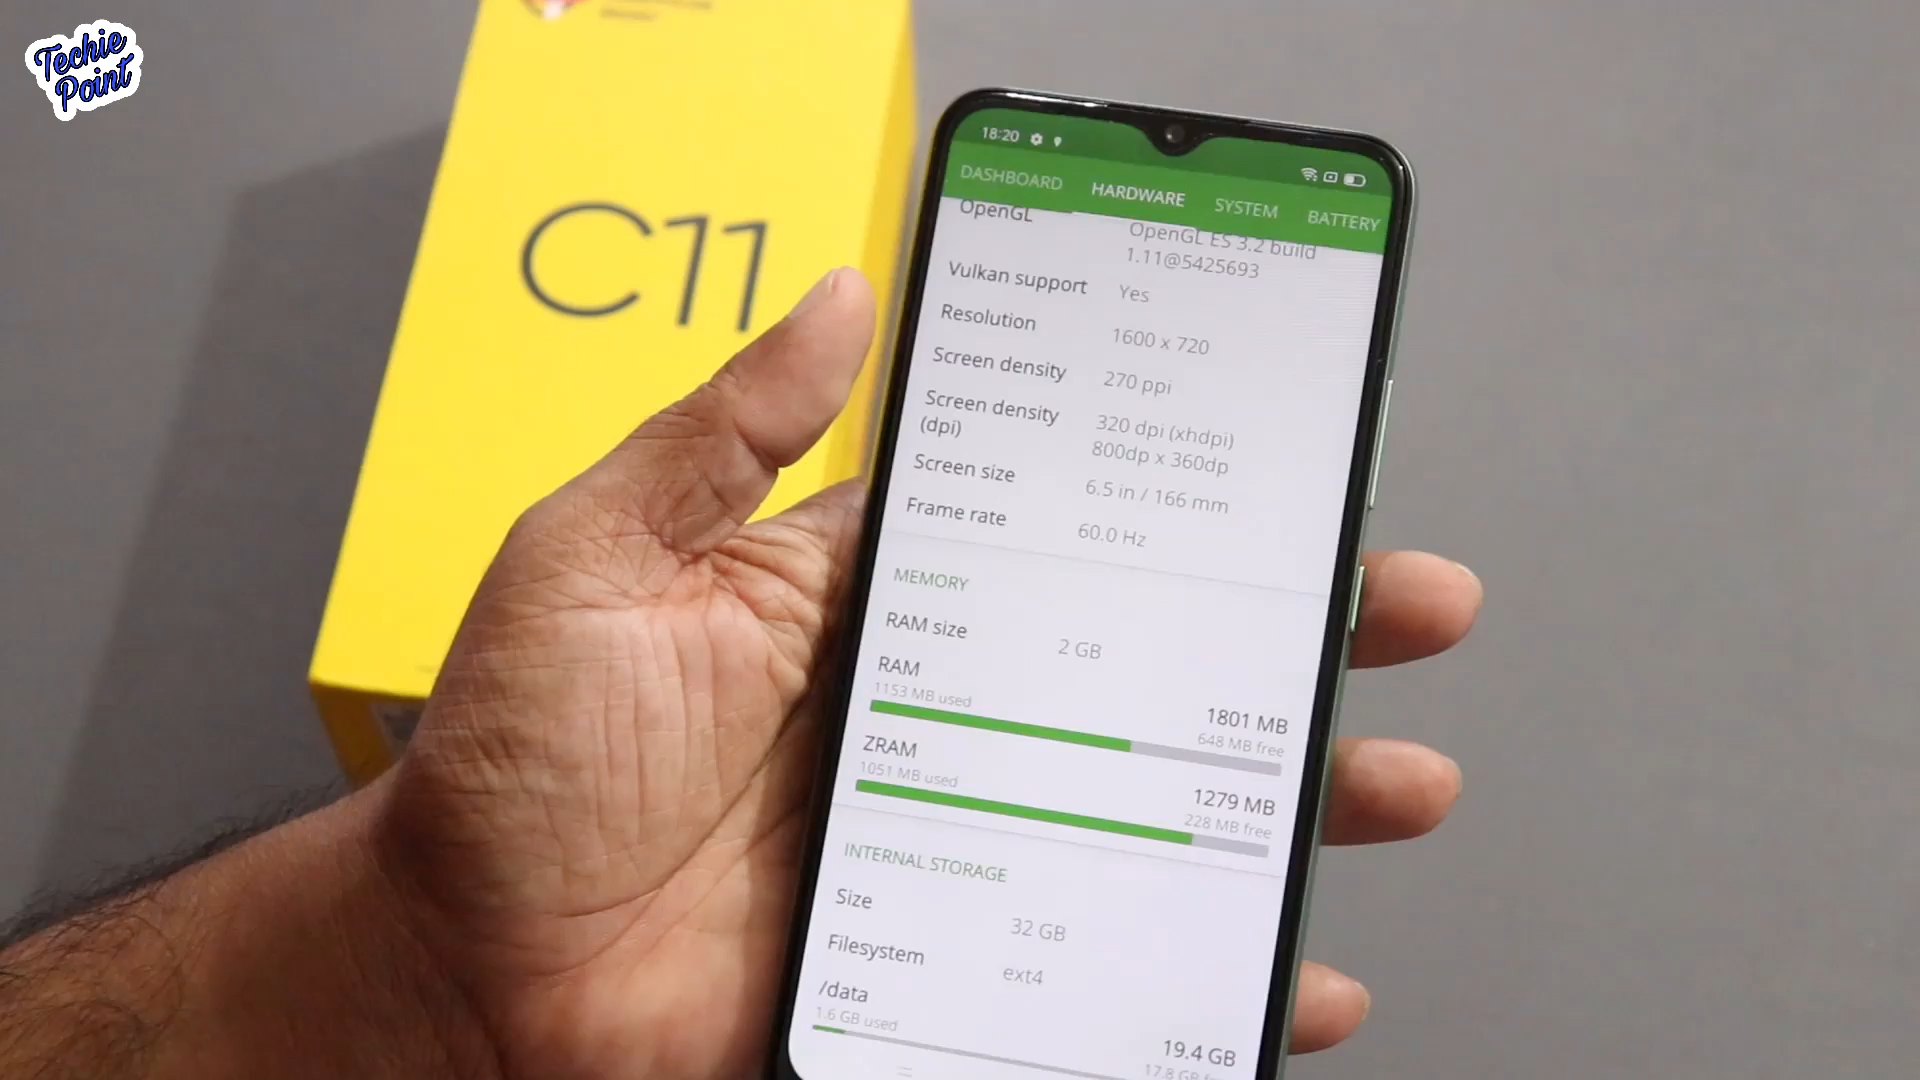 Techie
Point
C11
18:20
DASHBOARD HARDWARE SYSTEM BATTERY
OpenGL OpenGL ES 3.2 build
1.11@5425693
Vulkan support Yes
Resolution 1600 x 720
Screen density 270 ppi
Screen density
(dpi) 320 dpi (xhdpi)
800dp x 360dp
Screen size 6.5 in / 166 mm
Frame rate 60.0 Hz
MEMORY
RAM size 2 GB
RAM 1801 MB
1153 MB used 648 MB free
ZRAM 1279 MB
1051 MB used 228 MB free
INTERNAL STORAGE
Size 32 GB
Filesystem ext4
/data 19.4 GB
1.6 GB used 17.8 GB